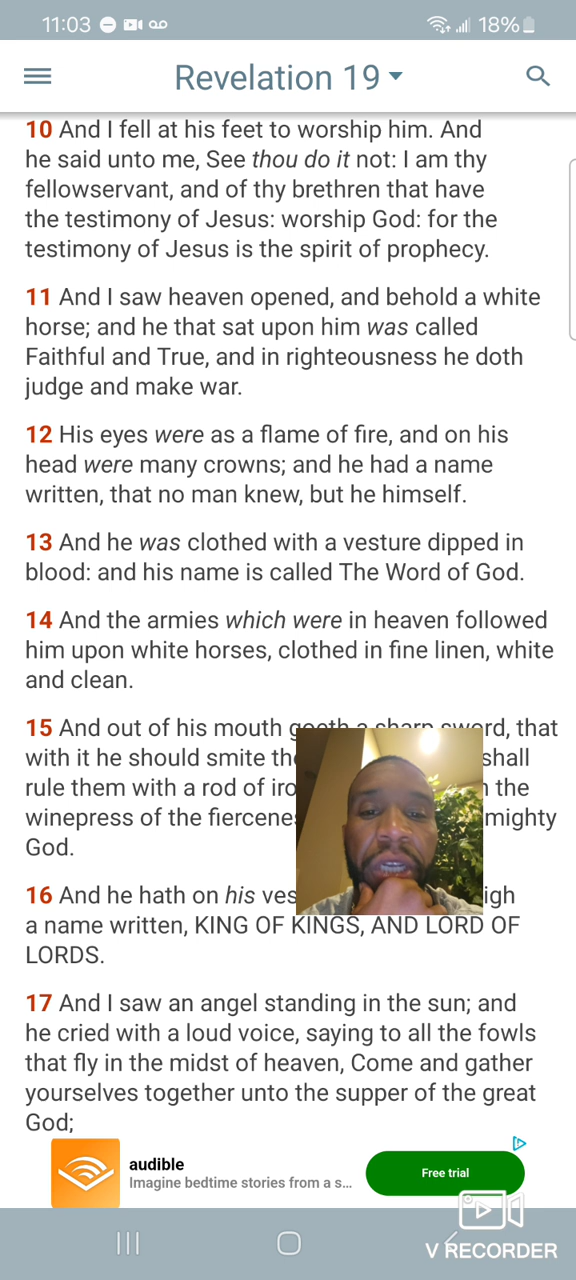 11:03 18%
Revelation 19
10 And I fell at his feet to worship him. And
he said unto me, See thou do it not: I am thy
fellowservant, and of thy brethren that have
the testimony of Jesus: worship God: for the
testimony of Jesus is the spirit of prophecy.
11 And I saw heaven opened, and behold a white
horse; and he that sat upon him was called
Faithful and True, and in righteousness he doth
judge and make war.
12 His eyes were as a flame of fire, and on his
head were many crowns; and he had a name
written, that no man knew, but he himself.
13 And he was clothed with a vesture dipped in
blood: and his name is called The Word of God.
14 And the armies which were in heaven followed
him upon white horses, clothed in fine linen, white
and clean.
15 And out of his mouth goeth a sharp sword, that
with it he should smite shall
rule them with a rod of the
winepress of the
God.
16 And he hath on his
a name written, KING OF KINGS, AND LORD OF
LORDS.
17 And I saw an angel standing in the sun; and
he cried with a loud voice, saying to all the fowls
that fly in the midst of heaven, Come and gather
yourselves together unto the supper of the great
God;
audible
Imagine bedtime stories from a s...
Free trial
V RECORDER